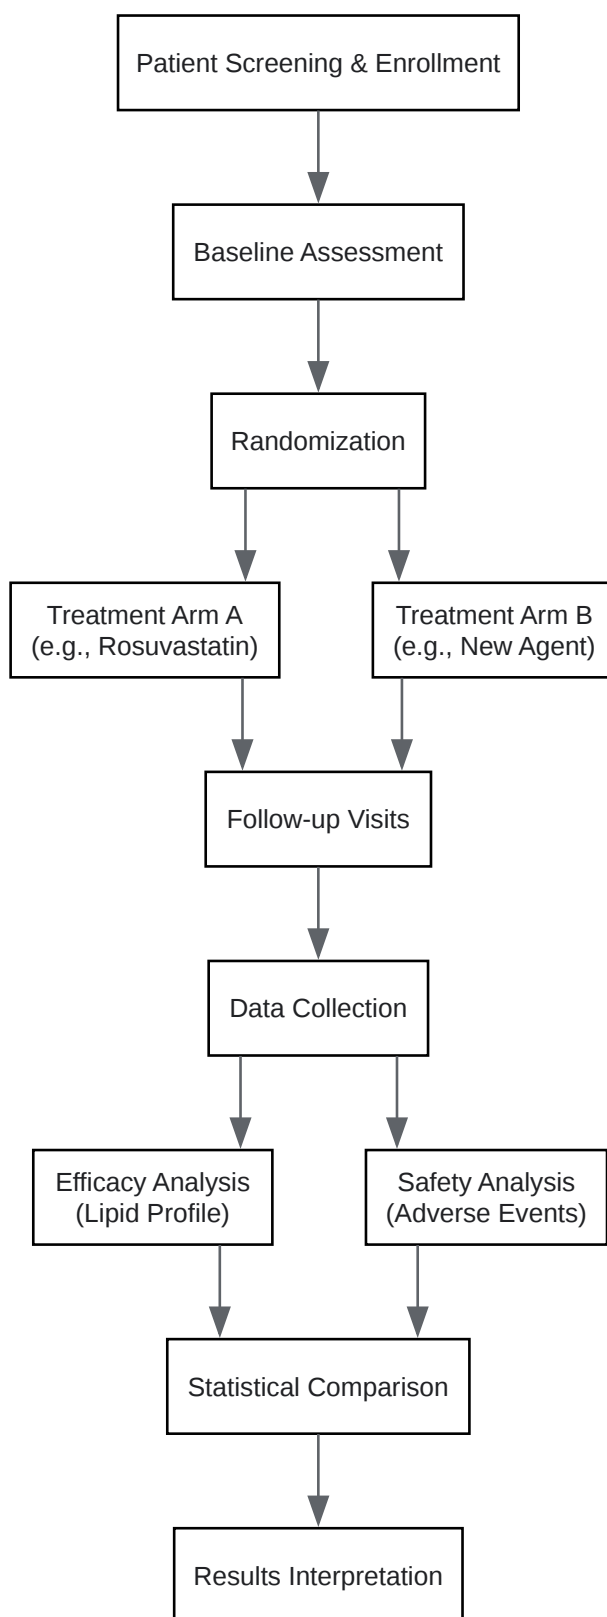 Patient Screening & Enrollment
Baseline Assessment
Randomization
Treatment Arm A
(e.g., Rosuvastatin)
Treatment Arm B
(e.g., New Agent)
Follow-up Visits
Data Collection
Efficacy Analysis
(Lipid Profile)
Safety Analysis
(Adverse Events)
Statistical Comparison
Results Interpretation